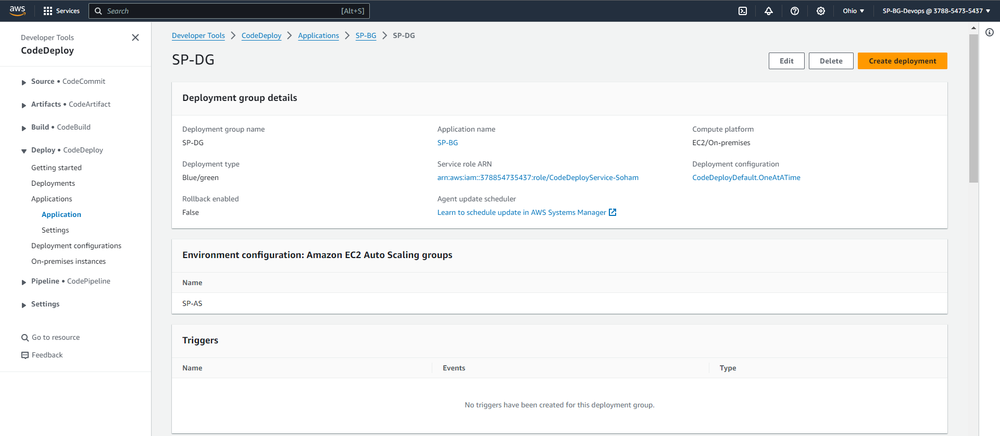 aws
Services
Search
[Alt+S]
Ohio
SP-BG-Devops @ 3788-5473-5437
Developer Tools
CodeDeploy
Source • CodeCommit
Artifacts • CodeArtifact
Build • CodeBuild
Deploy • CodeDeploy
Getting started
Deployments
Applications
Application
Settings
Deployment configurations
On-premises instances
Pipeline • CodePipeline
Settings
Go to resource
Feedback
Developer Tools > CodeDeploy > Applications > SP-BG > SP-DG
SP-DG
Edit
Delete
Create deployment
Deployment group details
Deployment group name
SP-DG
Application name
SP-BG
Compute platform
EC2/On-premises
Deployment type
Blue/green
Service role ARN
arn:aws:iam::378854735437:role/CodeDeployService-Soham
Deployment configuration
CodeDeployDefault.OneAtATime
Rollback enabled
False
Agent update scheduler
Learn to schedule update in AWS Systems Manager
Environment configuration: Amazon EC2 Auto Scaling groups
Name
SP-AS
Triggers
Name Events Type
No triggers have been created for this deployment group.